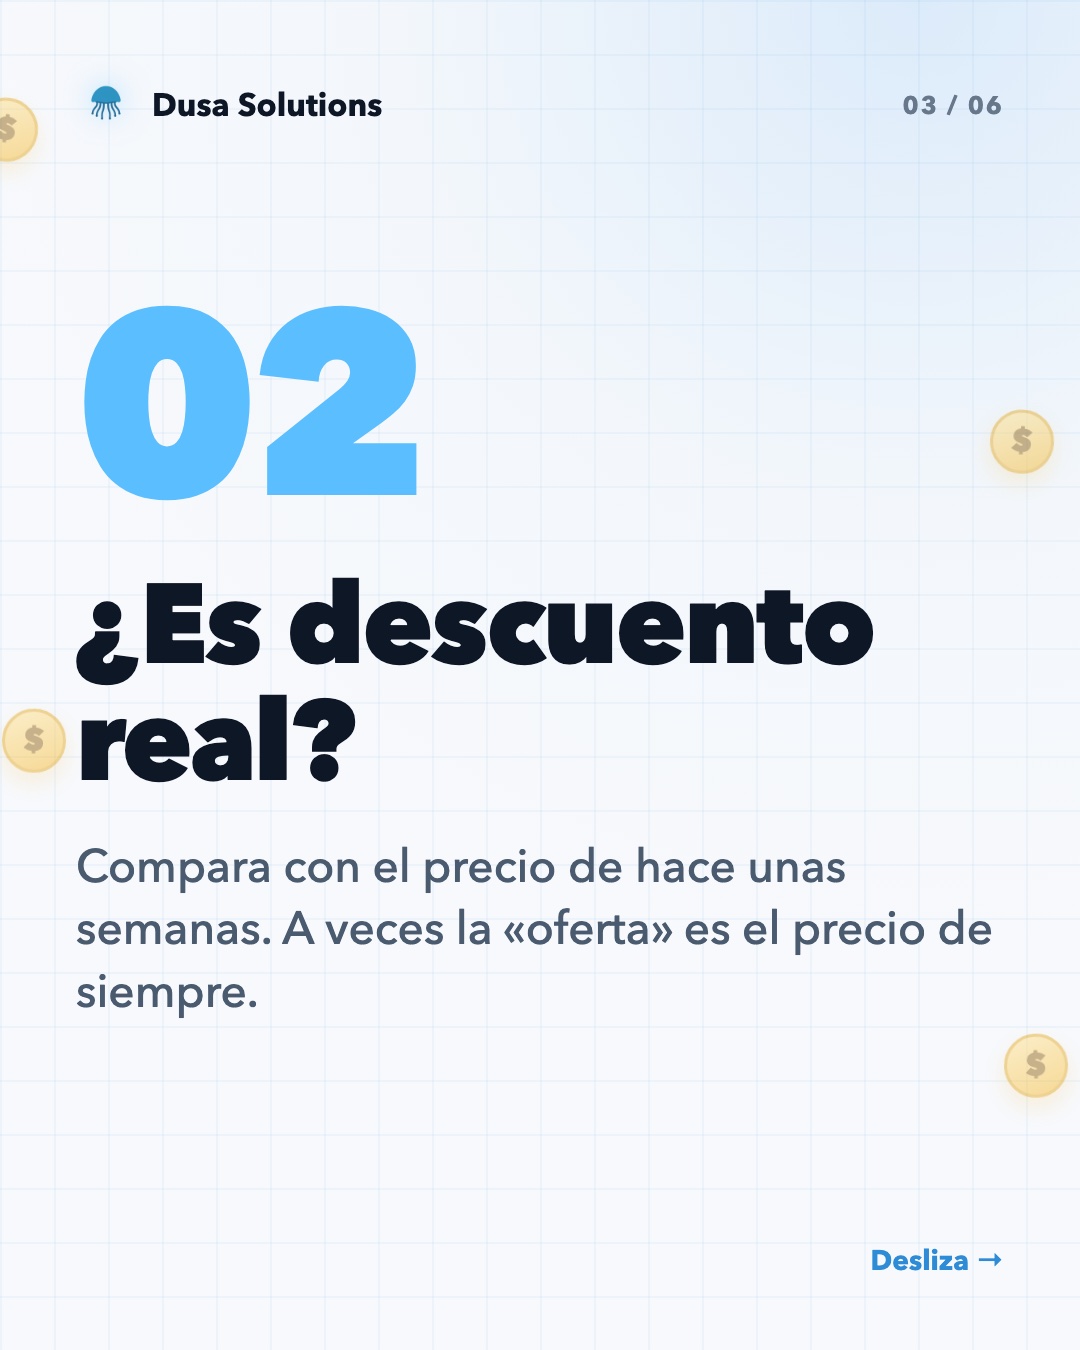 Dusa Solutions
03 / 06
$
02
$
¿Es descuento
real?
$
Compara con el precio de hace unas
semanas. A veces la «oferta» es el precio de
siempre.
$
Desliza →